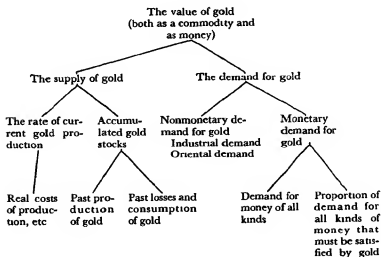 The value of gold
(both as a commodity and
as money)
The supply of gold
The demand for gold
The rate of cur-
rent gold pro-
duction
Accumu-
lated gold
stocks
Nonmonetary de-
mand for gold
Industrial demand
Oriental demand
Monetary
demand for
gold
Real costs
of produc-
tion, etc
Past pro-
duction
of gold
Past losses and
consumption
of gold
Demand for
money of all
kinds
Proportion of
demand for
all kinds of
money that
must be satis-
fied by gold